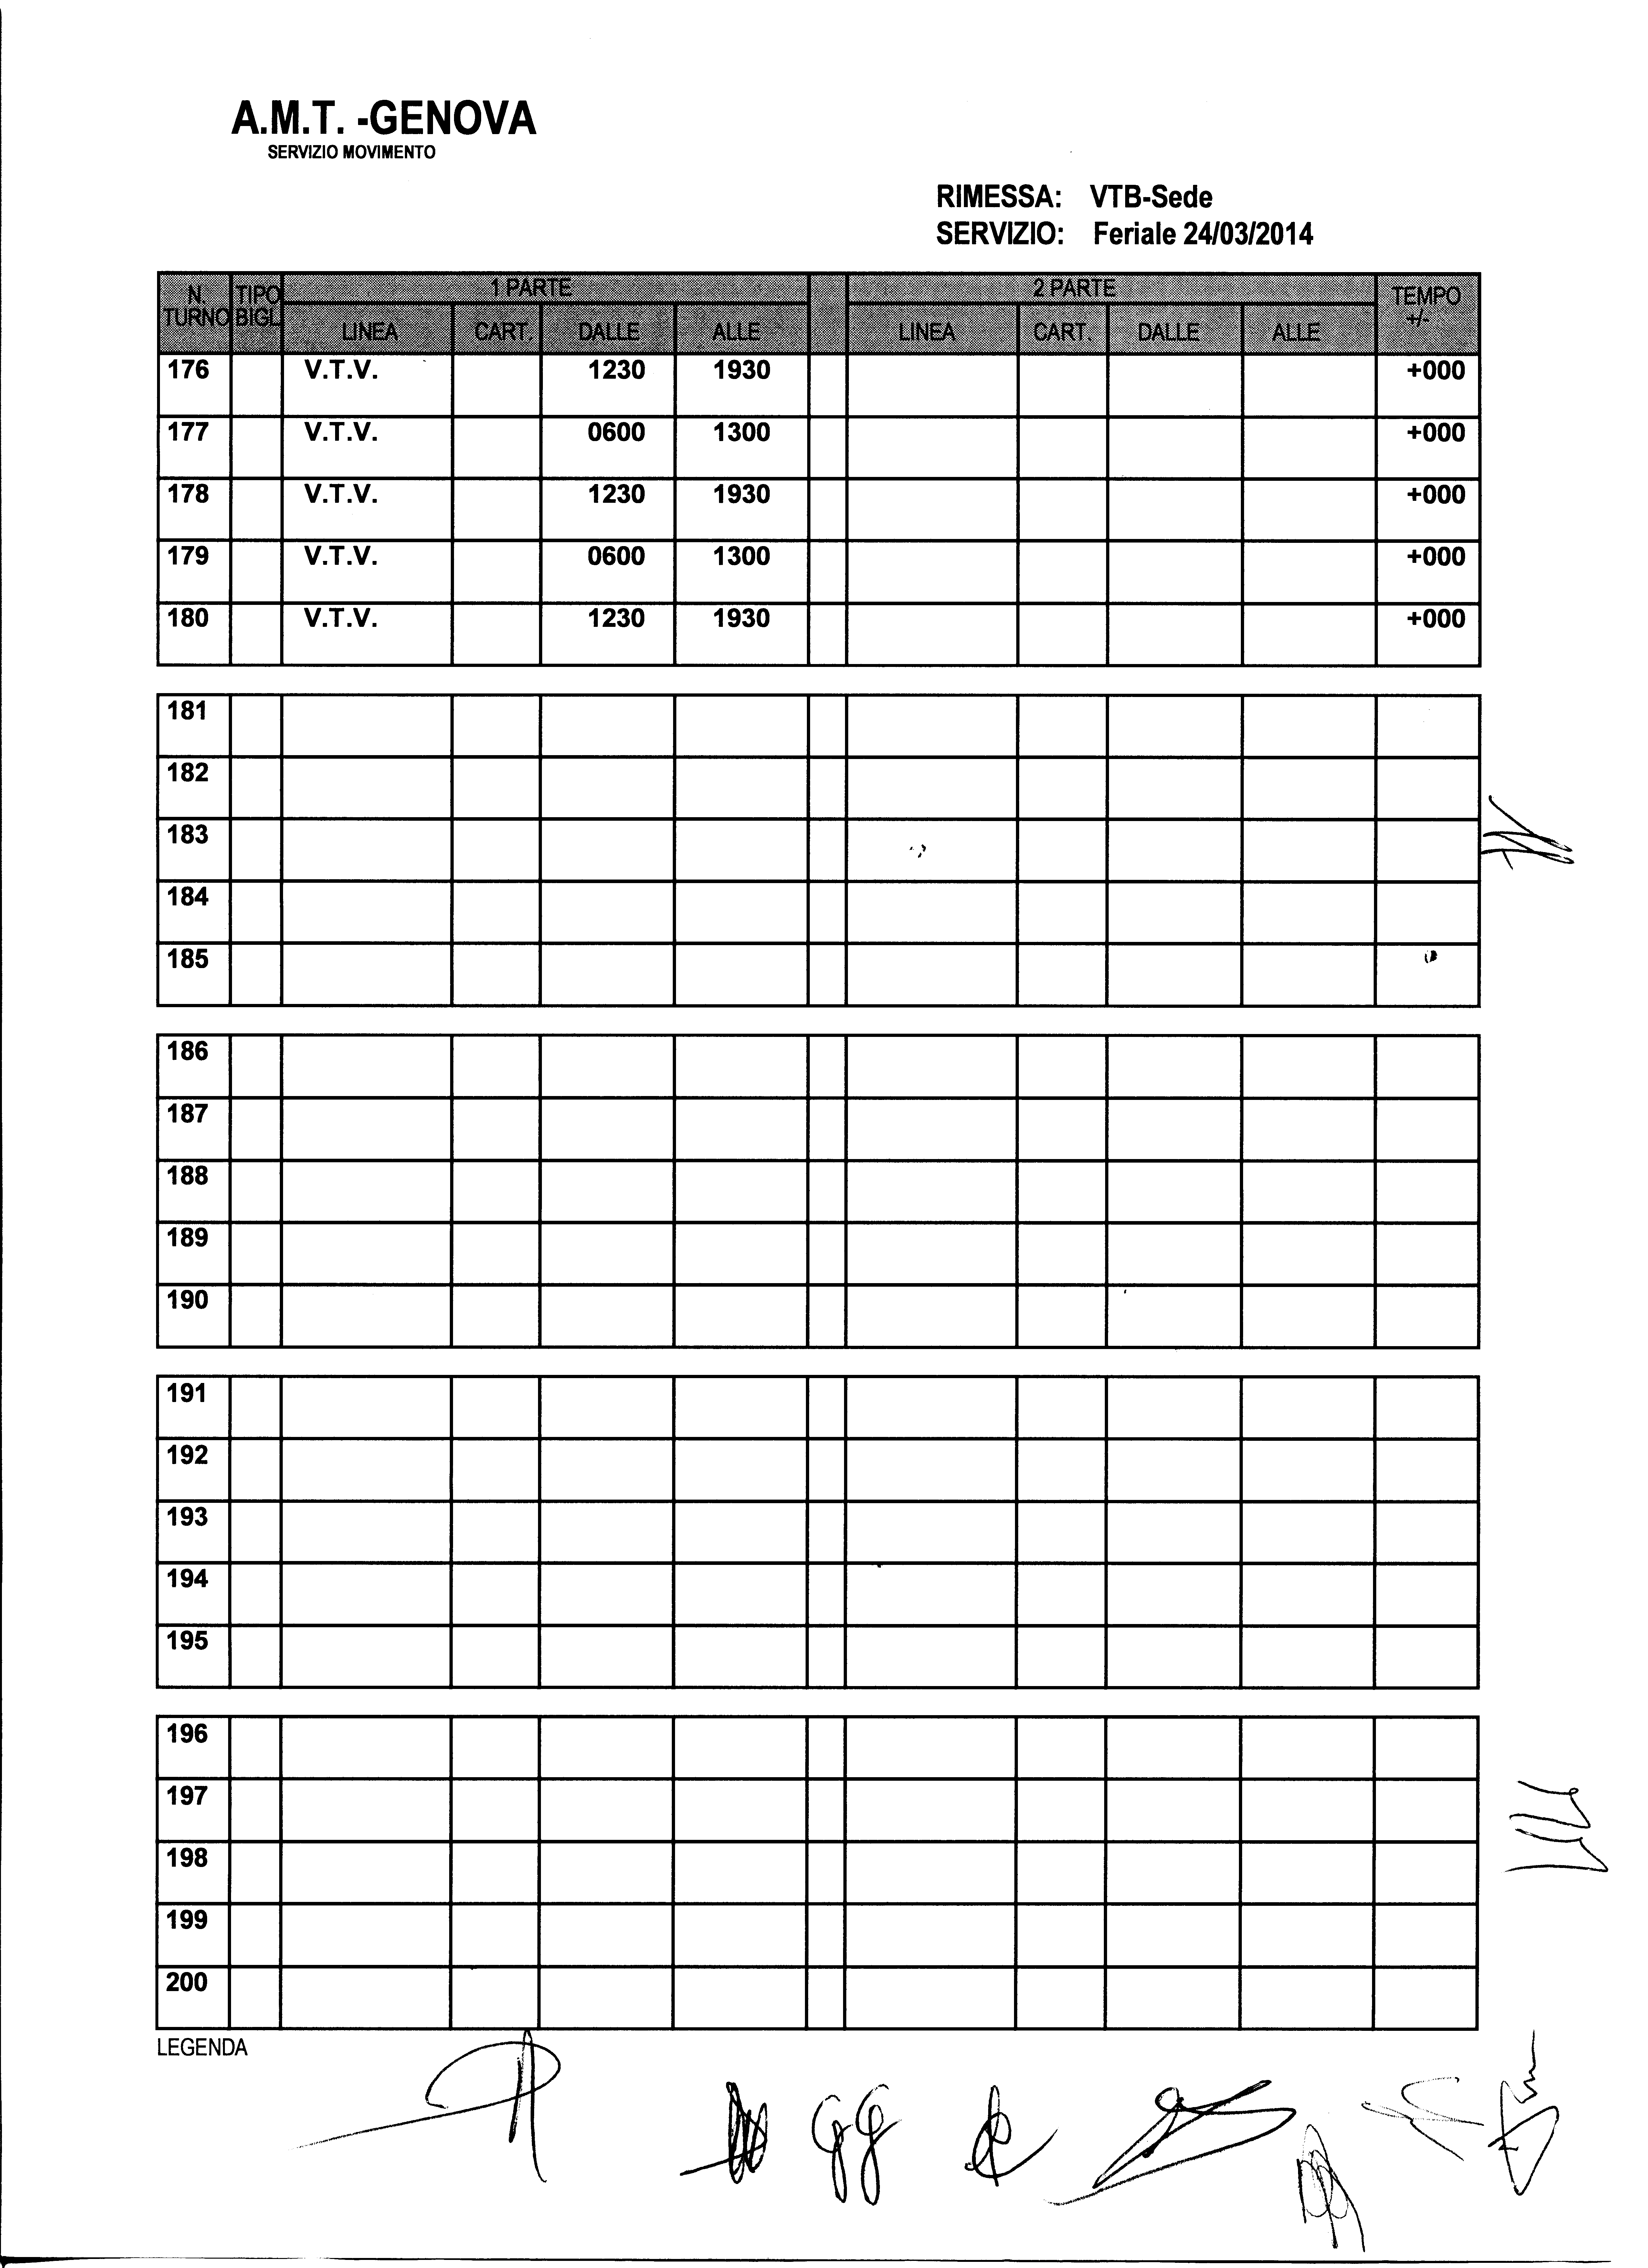 A.M.T. -GENOVA
SERVIZIO MOVIMENTO
RIMESSA: VTB-Sede
SERVIZIO: Feriale 24/03/2014
N. TURNO TIPO BIGL 1 PARTE 2 PARTE TEMPO +/-
LINEA CART. DALLE ALLE LINEA CART. DALLE ALLE
176 V.T.V. 1230 1930 +000
177 V.T.V. 0600 1300 +000
178 V.T.V. 1230 1930 +000
179 V.T.V. 0600 1300 +000
180 V.T.V. 1230 1930 +000
181
182
183
184
185
186
187
188
189
190
191
192
193
194
195
196
197
198
199
200
LEGENDA